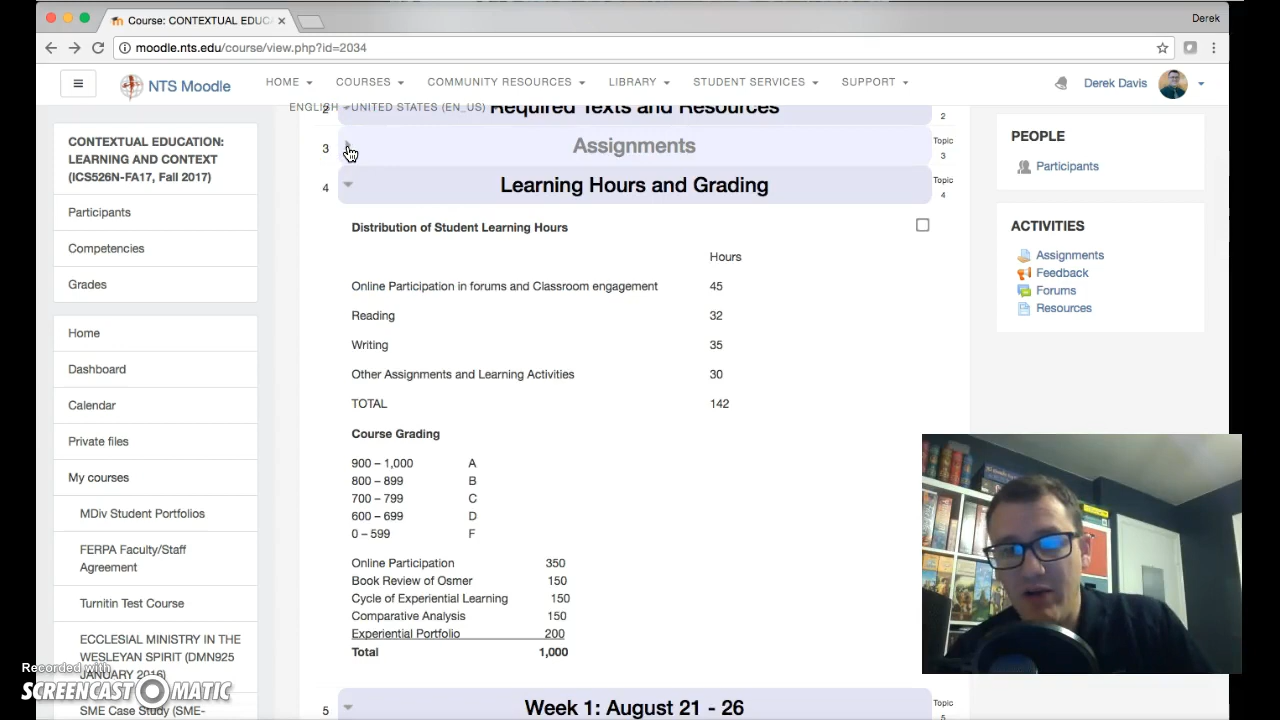 Course: CONTEXTUAL EDUCA
Derek
moodle.nts.edu/course/view.php?id=2034
NTS Moodle
HOME
COURSES
COMMUNITY RESOURCES
LIBRARY
STUDENT SERVICES
SUPPORT
Derek Davis
ENGLISH - UNITED STATES (EN_US)
CONTEXTUAL EDUCATION:
LEARNING AND CONTEXT
(ICS526N-FA17, Fall 2017)
Participants
Competencies
Grades
Home
Dashboard
Calendar
Private files
My courses
MDiv Student Portfolios
FERPA Faculty/Staff
Agreement
Turnitin Test Course
ECCLESIAL MINISTRY IN THE
WESLEYAN SPIRIT (DMN925
JANUARY 2016)
SME Case Study (SME-
2 Required Texts and Resources 2
3 Assignments Topic 3
4 Learning Hours and Grading Topic 4
Distribution of Student Learning Hours
Hours
Online Participation in forums and Classroom engagement 45
Reading 32
Writing 35
Other Assignments and Learning Activities 30
TOTAL 142
Course Grading
900 – 1,000 A
800 – 899 B
700 – 799 C
600 – 699 D
0 – 599 F
Online Participation 350
Book Review of Osmer 150
Cycle of Experiential Learning 150
Comparative Analysis 150
Experiential Portfolio 200
Total 1,000
5 Week 1: August 21 - 26 Topic 5
PEOPLE
Participants
ACTIVITIES
Assignments
Feedback
Forums
Resources
Recorded with
SCREENCAST O MATIC